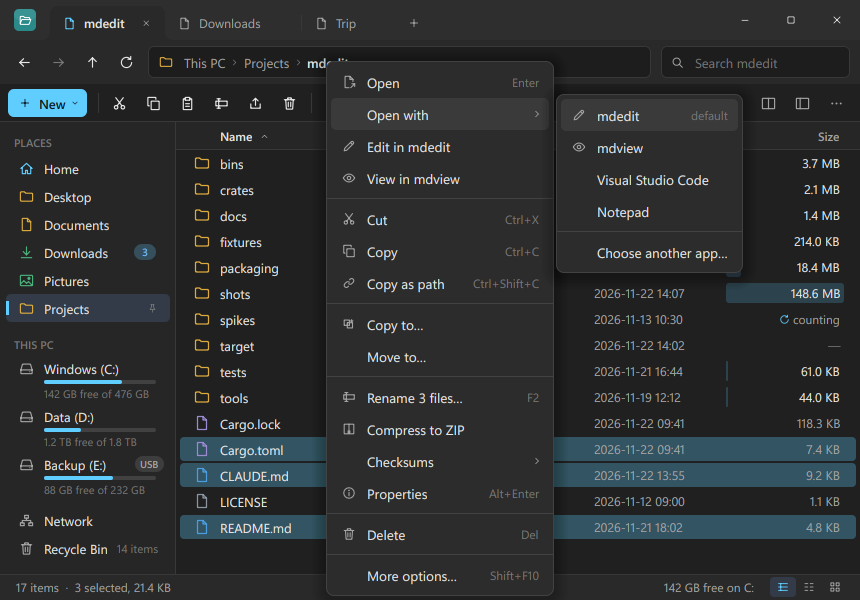 mdedit
Downloads
Trip
This PC
Projects
Search mdedit
New
PLACES
Home
Desktop
Documents
Downloads 3
Pictures
Projects
THIS PC
Windows (C:)
142 GB free of 476 GB
Data (D:)
1.2 TB free of 1.8 TB
Backup (E:) USB
88 GB free of 232 GB
Network
Recycle Bin 14 items
Name
bins
crates
docs
fixtures
packaging
shots
spikes
target
tests
tools
Cargo.lock
Cargo.toml
CLAUDE.md
LICENSE
README.md
Open Enter
Open with
Edit in mdedit
View in mdview
Cut Ctrl+X
Copy Ctrl+C
Copy as path Ctrl+Shift+C
Copy to...
Move to...
Rename 3 files... F2
Compress to ZIP
Checksums
Properties Alt+Enter
Delete Del
More options... Shift+F10
mdedit default
mdview
Visual Studio Code
Notepad
Choose another app...
Size
3.7 MB
2.1 MB
1.4 MB
214.0 KB
18.4 MB
2026-11-22 14:07 148.6 MB
2026-11-13 10:30 counting
2026-11-22 14:02 —
2026-11-21 16:44 61.0 KB
2026-11-19 12:12 44.0 KB
2026-11-22 09:41 118.3 KB
2026-11-22 09:41 7.4 KB
2026-11-22 13:55 9.2 KB
2026-11-12 09:00 1.1 KB
2026-11-21 18:02 4.8 KB
17 items · 3 selected, 21.4 KB
142 GB free on C: